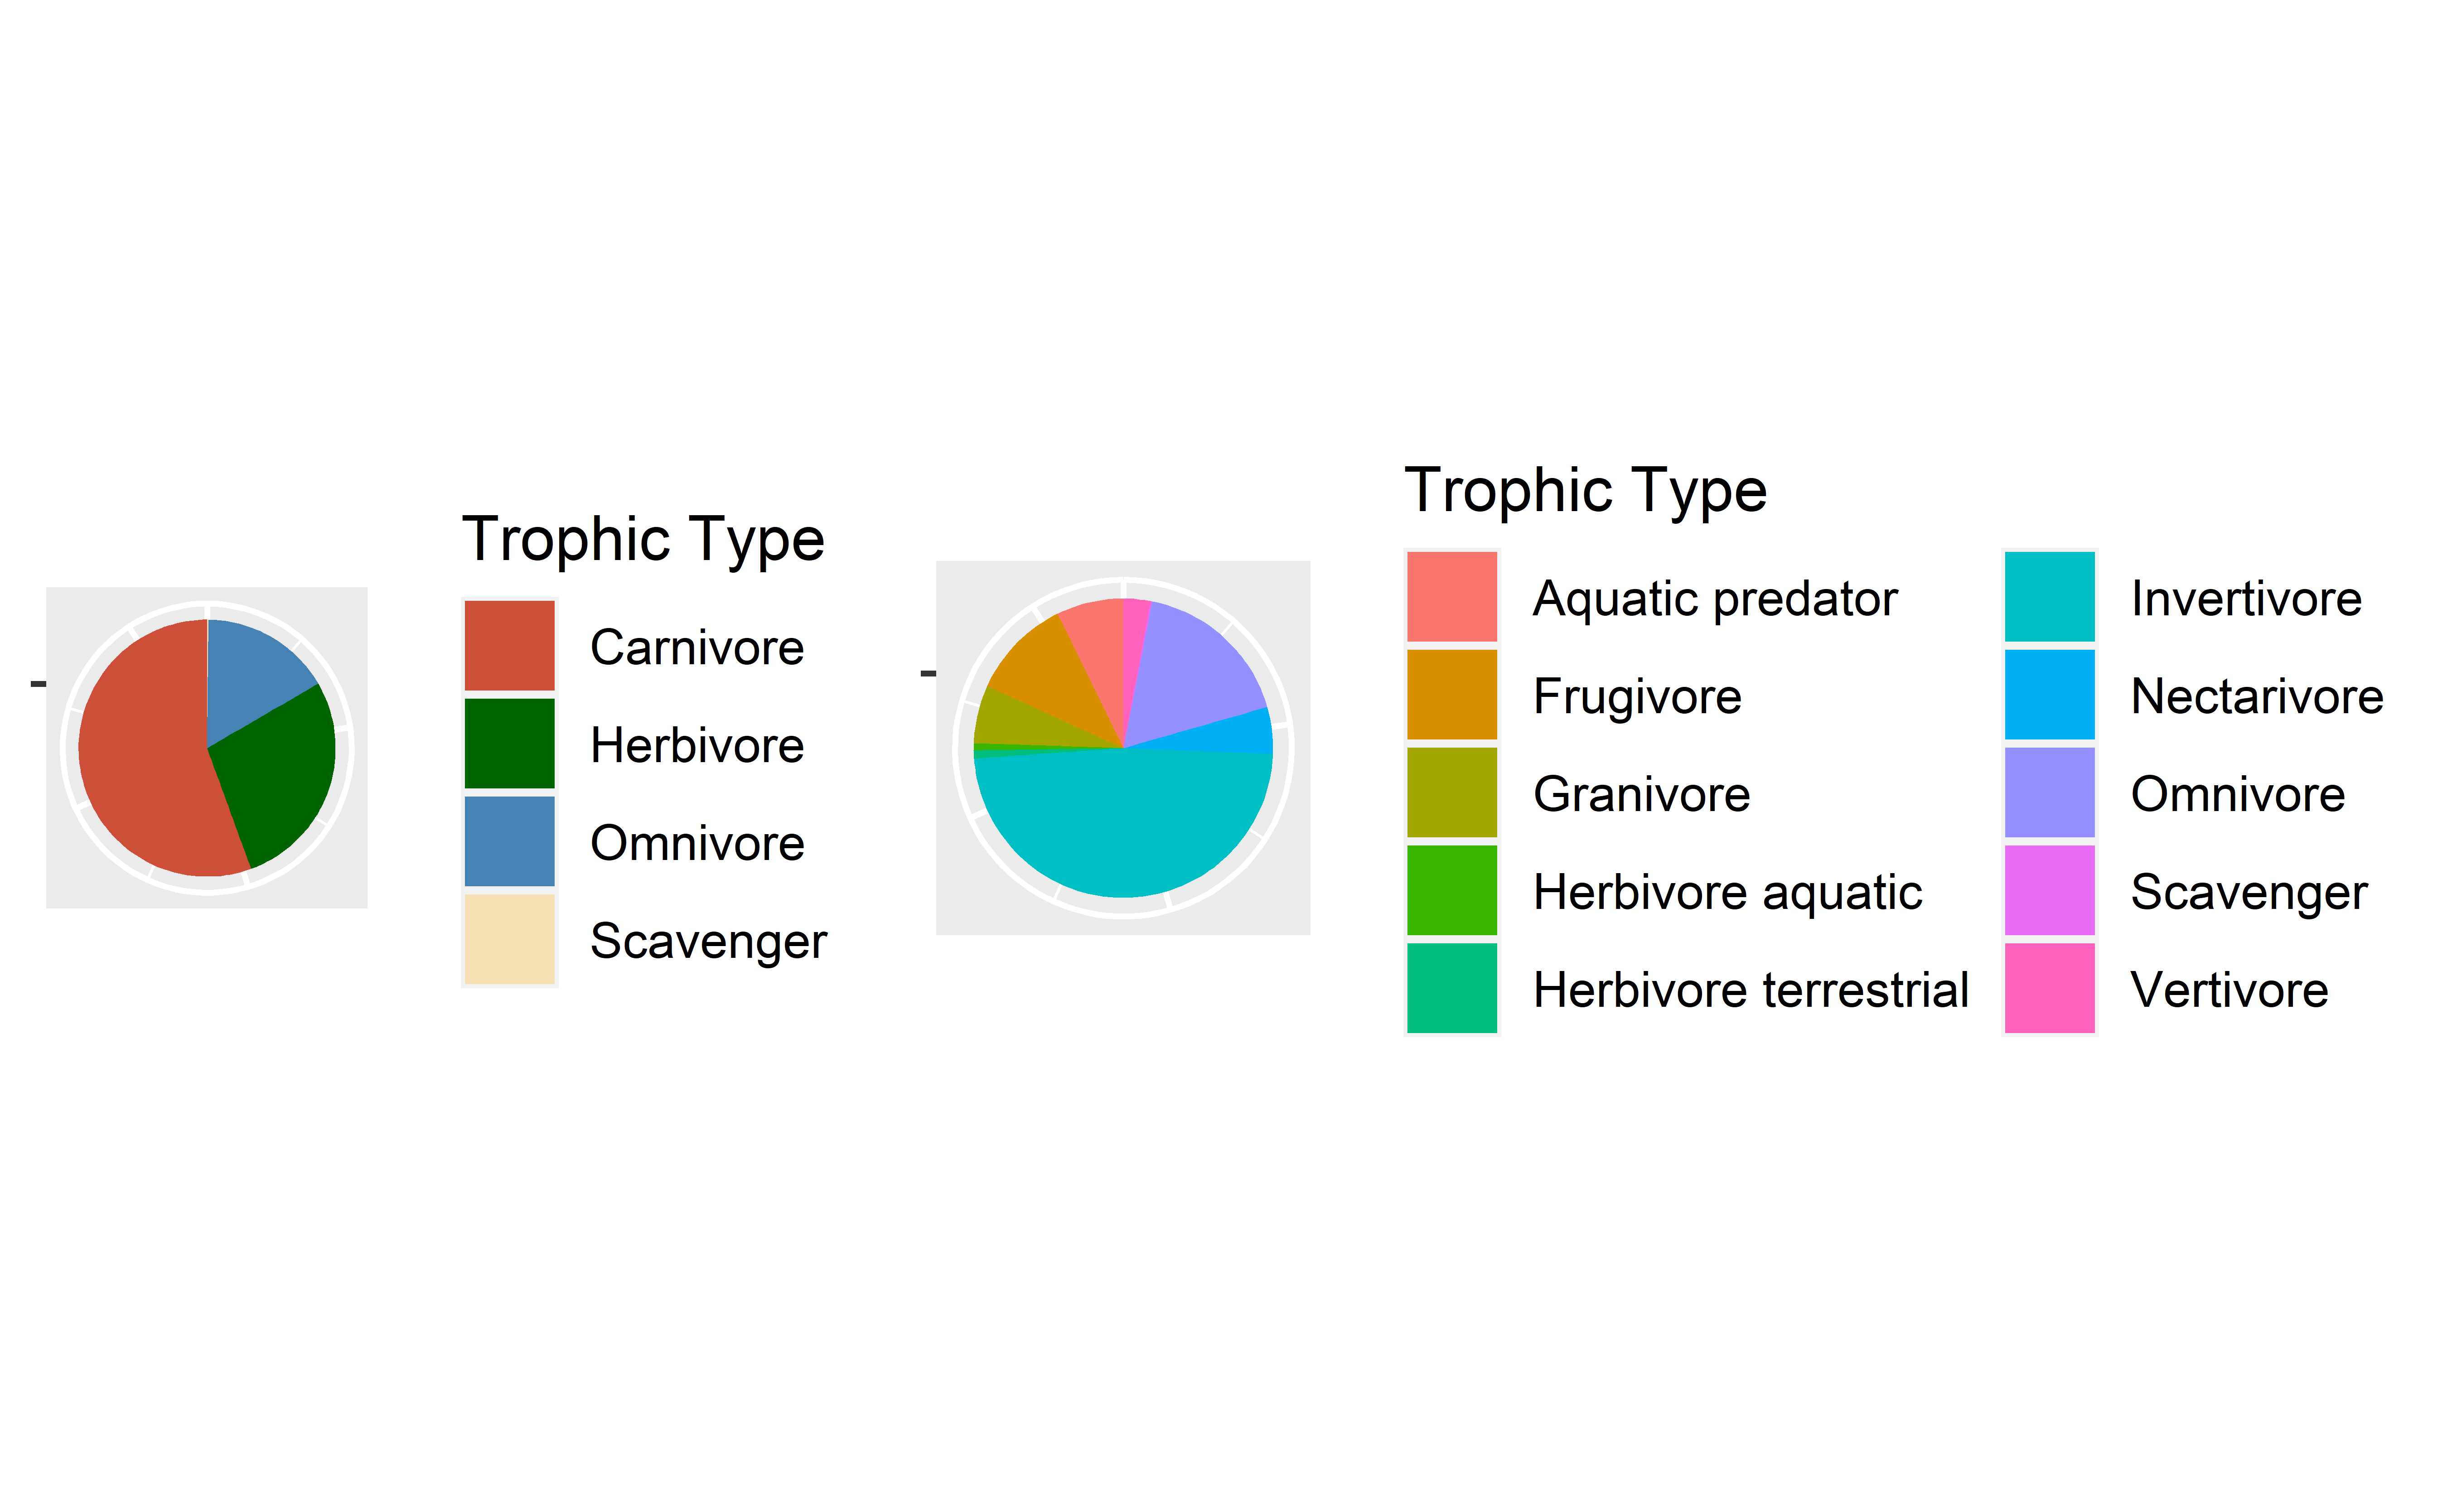 Trophic Type
Carnivore
Herbivore
Omnivore
Scavenger
Trophic Type
Aquatic predator
Frugivore
Granivore
Herbivore aquatic
Herbivore terrestrial
Invertivore
Nectarivore
Omnivore
Scavenger
Vertivore